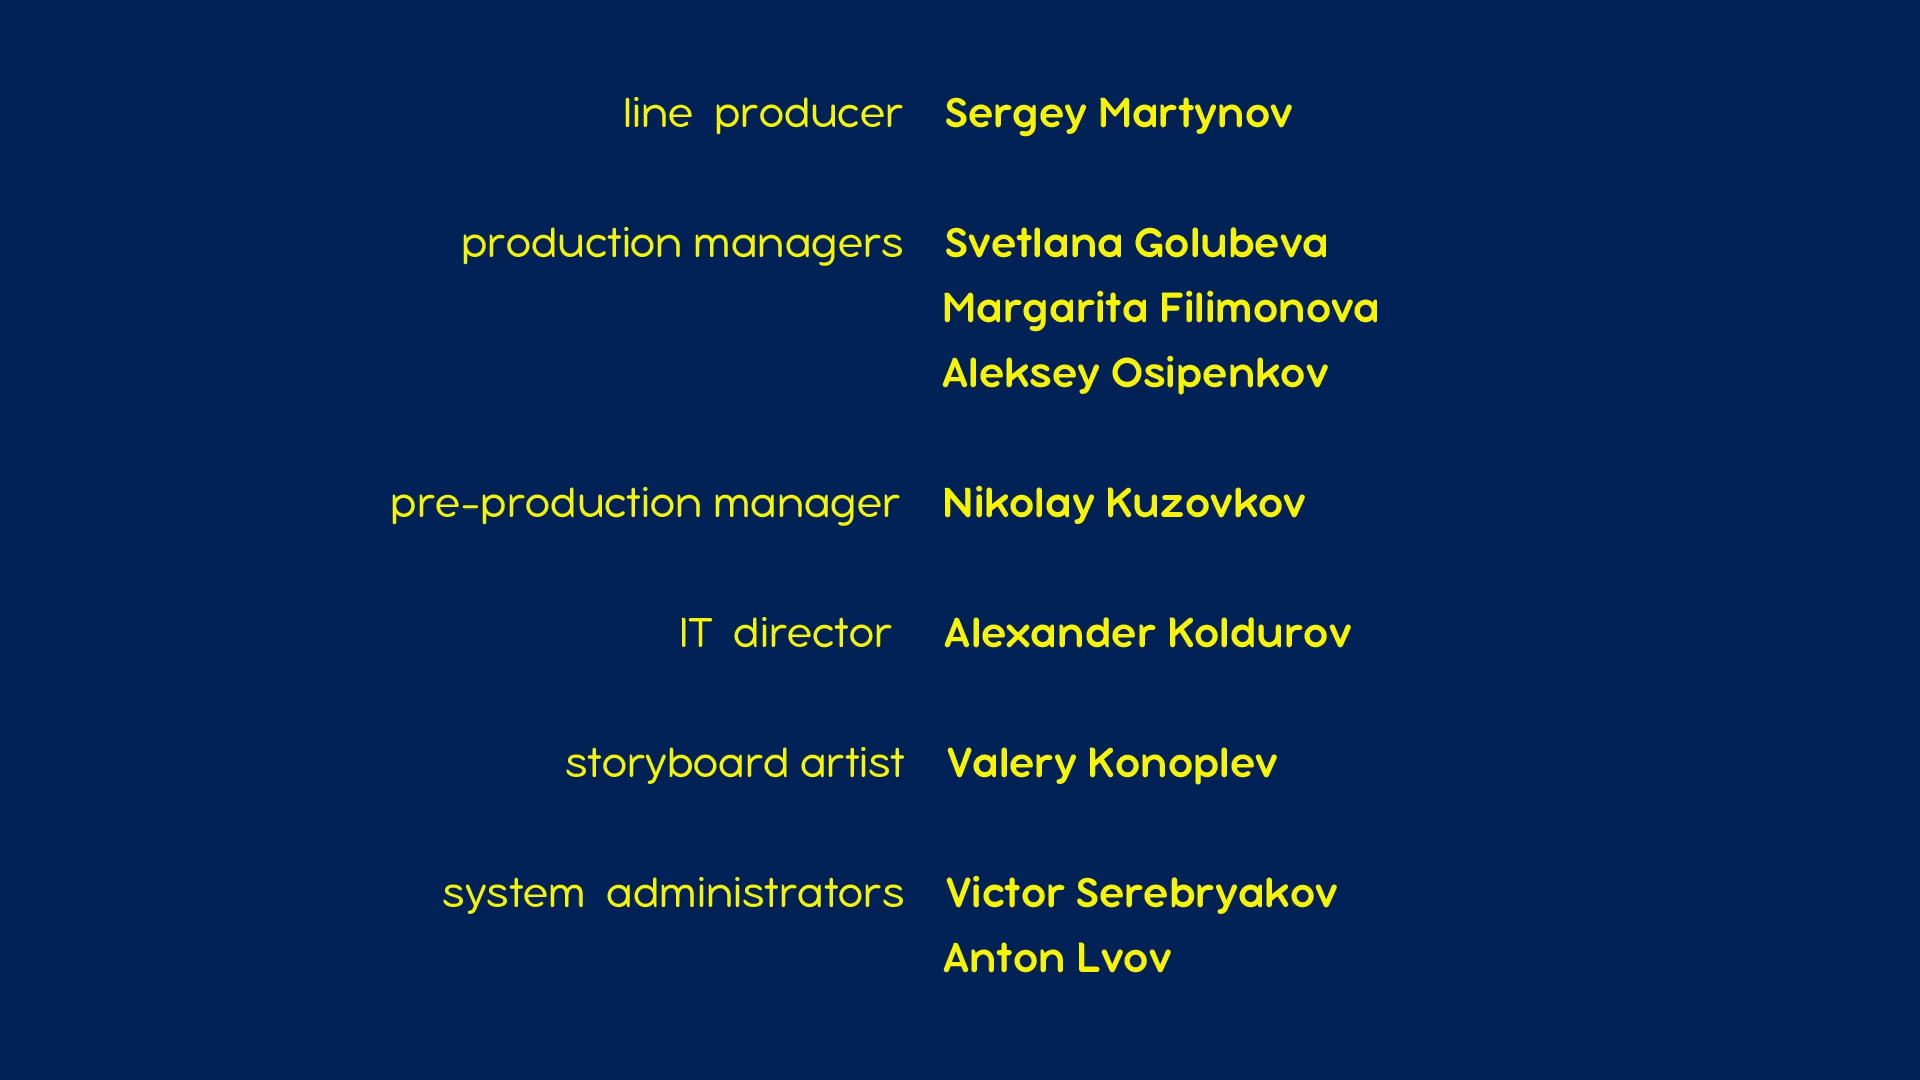 line producer Sergey Martynov
production managers Svetlana Golubeva
Margarita Filimonova
Aleksey Osipenkov
pre-production manager Nikolay Kuzovkov
IT director Alexander Koldurov
storyboard artist Valery Konoplev
system administrators Victor Serebryakov
Anton Lvov